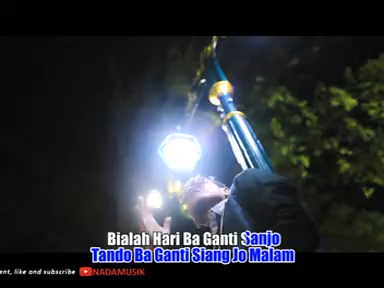 Bialah Hari Ba Ganti Sanjo
Tando Ba Ganti Siang Jo Malam
ent, like and subscribe NADAMUSIK